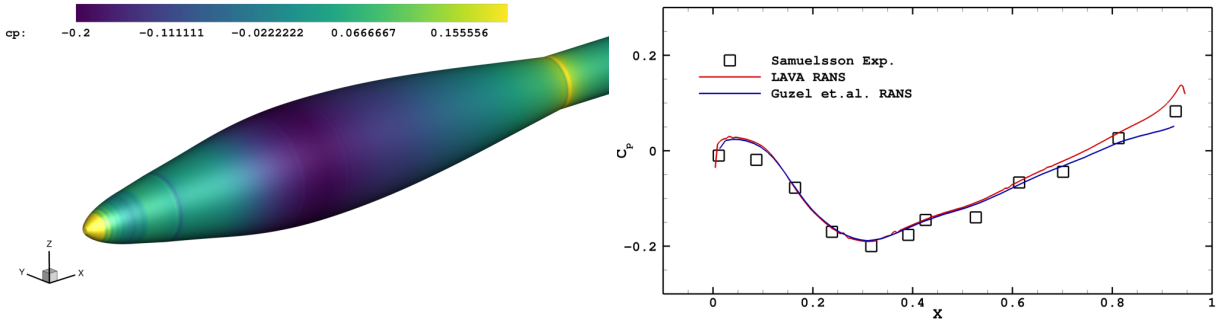 cp: -0.2 -0.111111 -0.0222222 0.0666667 0.155556
Z
Y
X
0.2
0
-0.2
Cp
Samuelsson Exp.
LAVA RANS
Guzel et.al. RANS
0 0.2 0.4 0.6 0.8 1
X